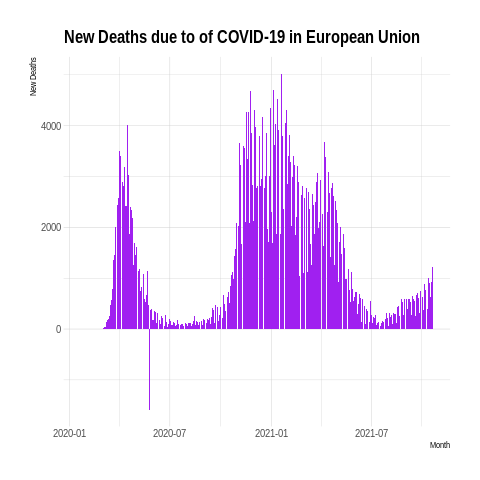 New Deaths due to of COVID-19 in European Union
New Deaths
4000
2000
0
2020-01
2020-07
2021-01
2021-07
Month